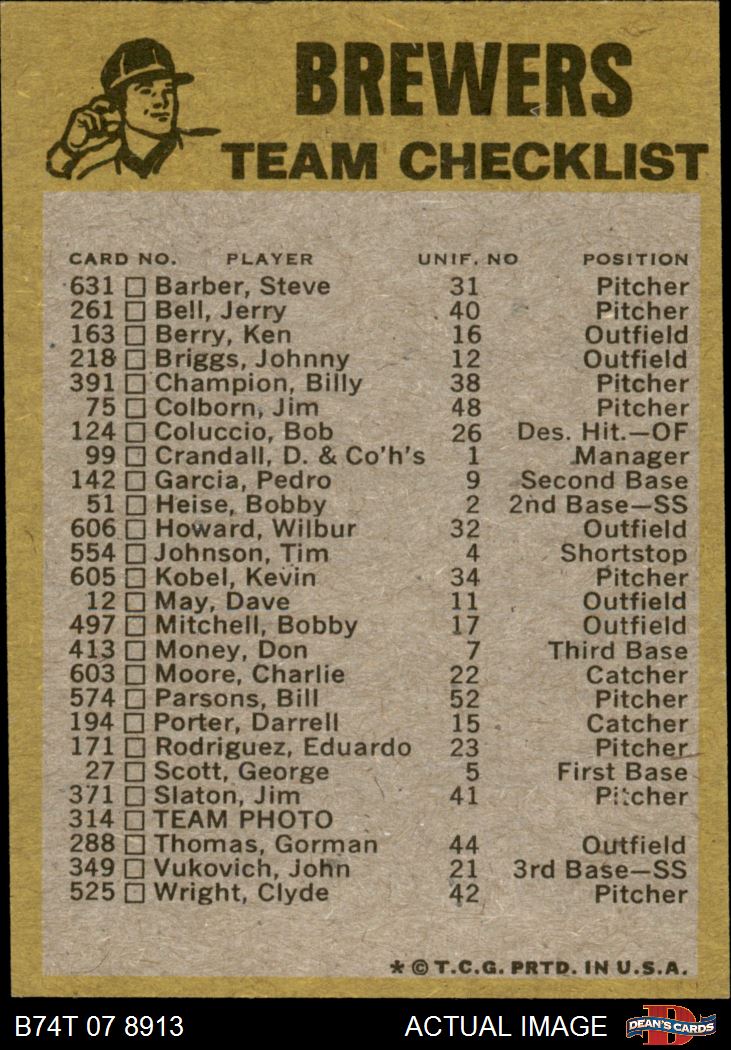 BREWERS
TEAM CHECKLIST
CARD NO. PLAYER UNIF. NO POSITION
631 Barber, Steve 31 Pitcher
261 Bell, Jerry 40 Pitcher
163 Berry, Ken 16 Outfield
218 Briggs, Johnny 12 Outfield
391 Champion, Billy 38 Pitcher
75 Colborn, Jim 48 Pitcher
124 Coluccio, Bob 26 Des. Hit.—OF
99 Crandall, D. & Co'h's 1 Manager
142 Garcia, Pedro 9 Second Base
51 Heise, Bobby 2 2nd Base—SS
606 Howard, Wilbur 32 Outfield
554 Johnson, Tim 4 Shortstop
605 Kobel, Kevin 34 Pitcher
12 May, Dave 11 Outfield
497 Mitchell, Bobby 17 Outfield
413 Money, Don 7 Third Base
603 Moore, Charlie 22 Catcher
574 Parsons, Bill 52 Pitcher
194 Porter, Darrell 15 Catcher
171 Rodriguez, Eduardo 23 Pitcher
27 Scott, George 5 First Base
371 Slaton, Jim 41 Pitcher
314 TEAM PHOTO
288 Thomas, Gorman 44 Outfield
349 Vukovich, John 21 3rd Base—SS
525 Wright, Clyde 42 Pitcher
* © T.C.G. PRTD. IN U.S.A.
B74T 07 8913 ACTUAL IMAGE D DEAN'S CARDS